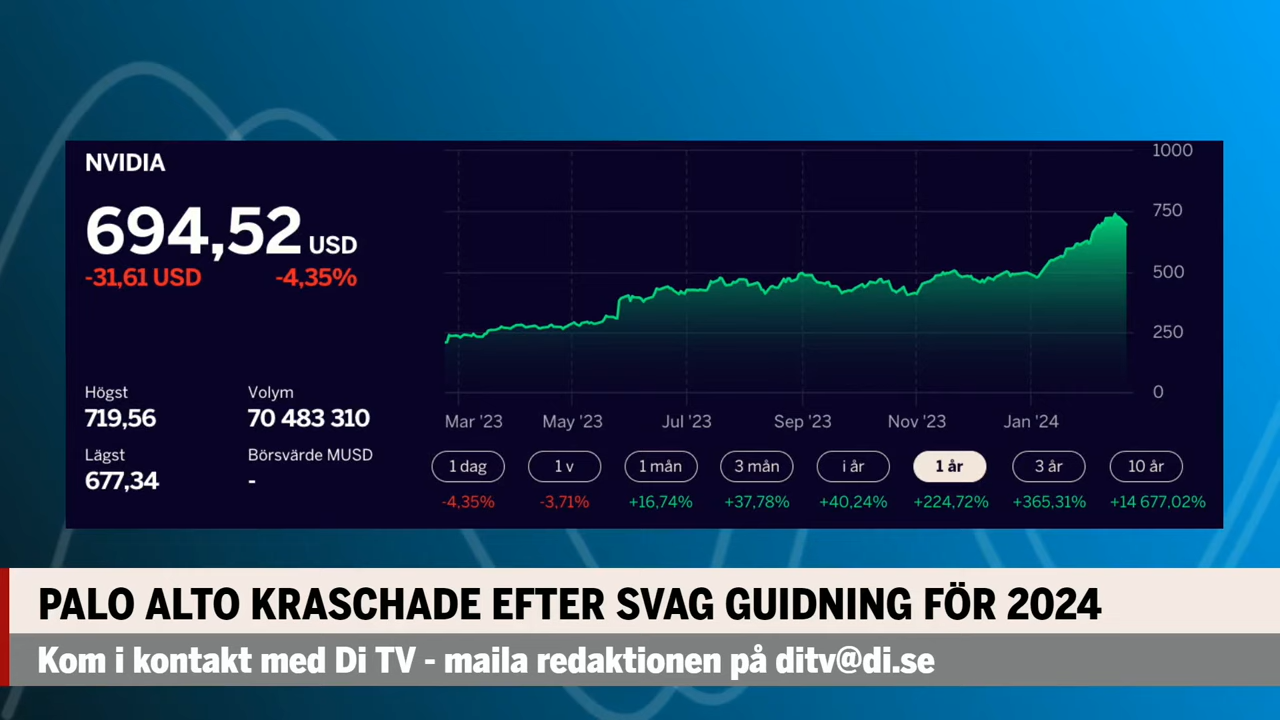 NVIDIA
694,52 USD
-31,61 USD -4,35%
Högst Volym
719,56 70 483 310
Lägst Börsvärde MUSD
677,34 -
1000
750
500
250
0
Mar '23 May '23 Jul '23 Sep '23 Nov '23 Jan '24
1 dag 1 v 1 mån 3 mån i år 1 år 3 år 10 år
-4,35% -3,71% +16,74% +37,78% +40,24% +224,72% +365,31% +14 677,02%
PALO ALTO KRASCHADE EFTER SVAG GUIDNING FÖR 2024
Kom i kontakt med Di TV - maila redaktionen på ditv@di.se